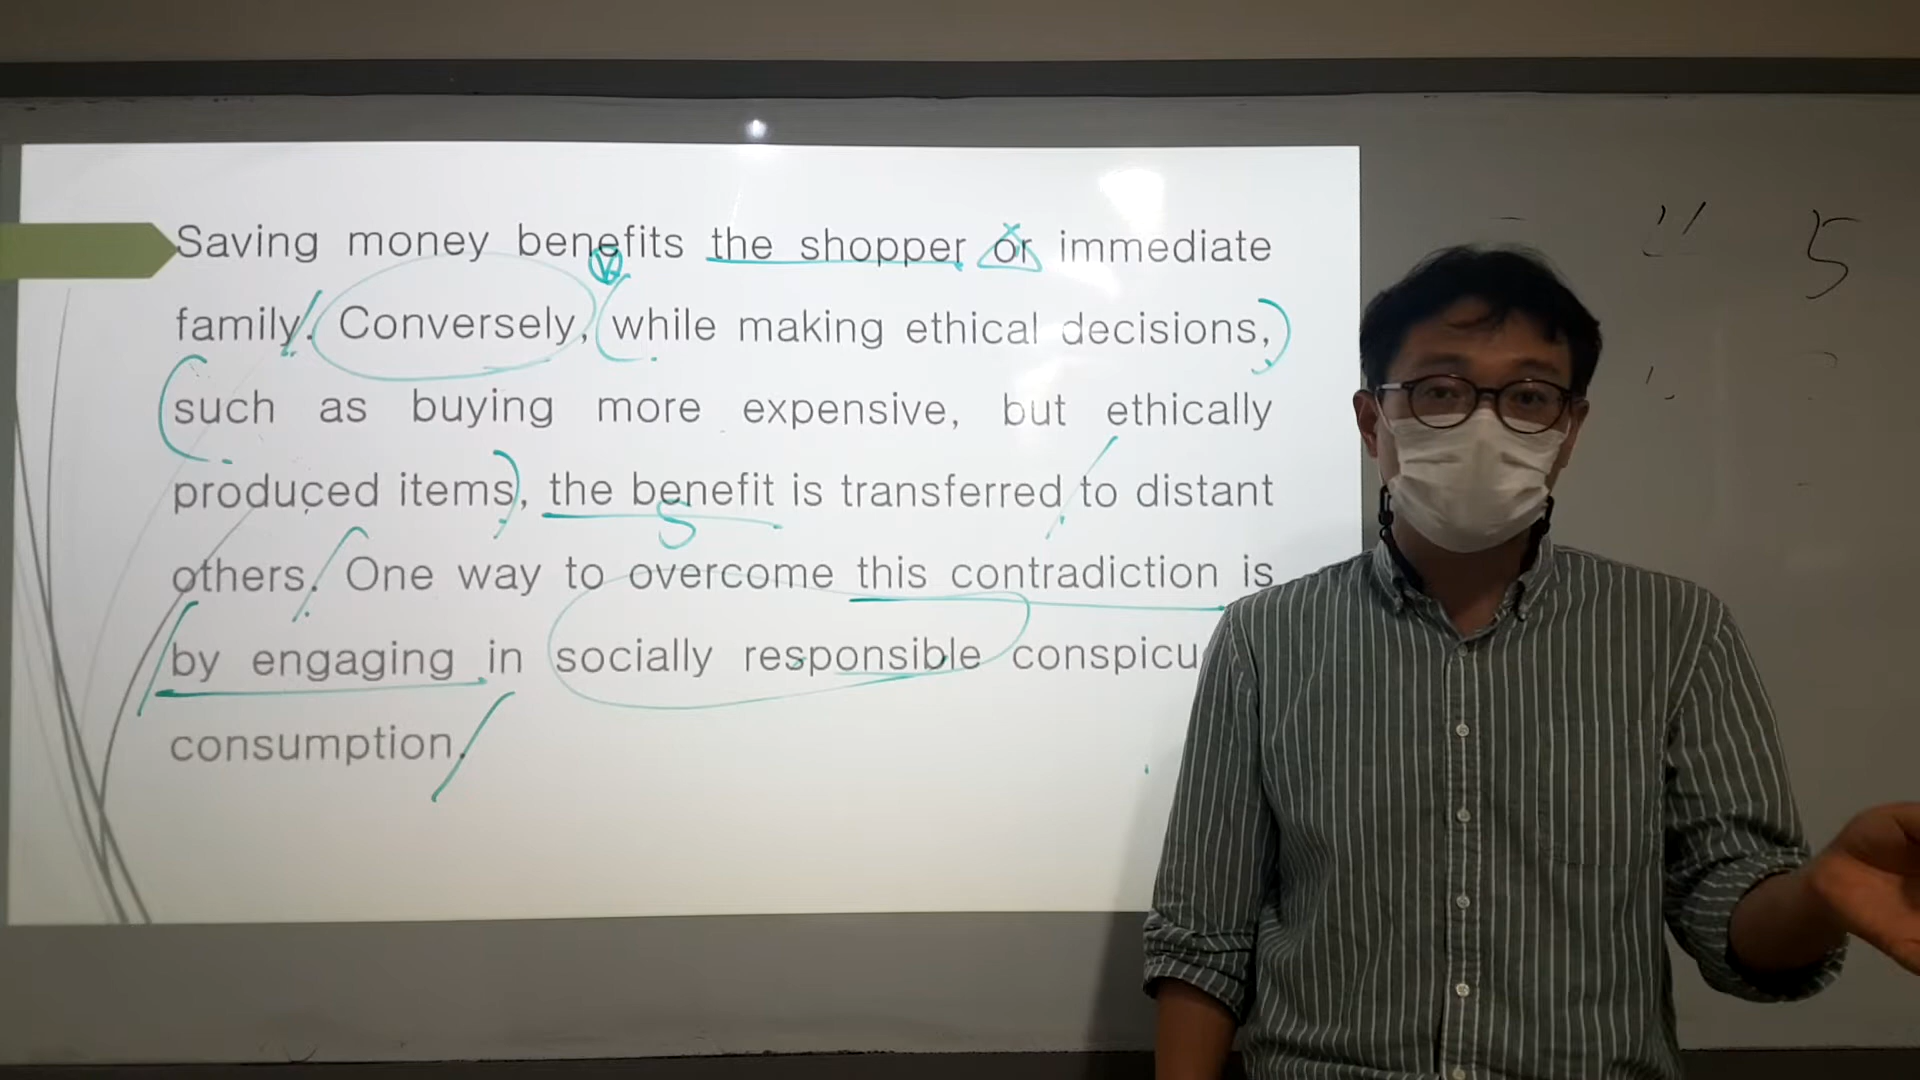 Saving money benefits the shopper or immediate
family. Conversely, while making ethical decisions,
such as buying more expensive, but ethically
produced items, the benefit is transferred to distant
S
others. One way to overcome this contradiction is
by engaging in socially responsible
consumption.
5